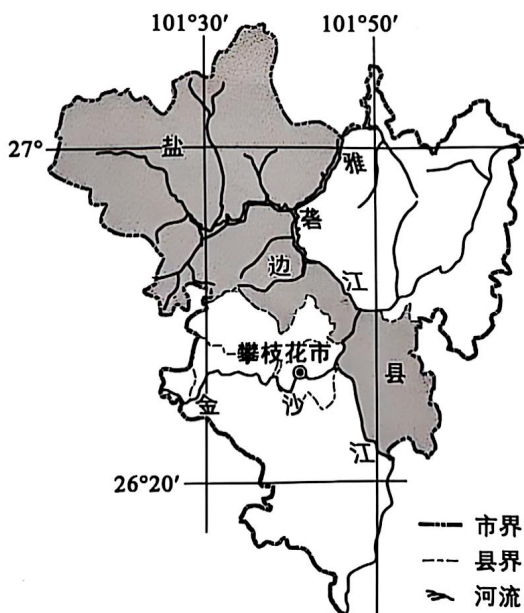 101°30′ 101°50′
27°
盐 雅
砻
边
江
攀枝花市
县
金 沙
江
26°20′
市界
县界
河流